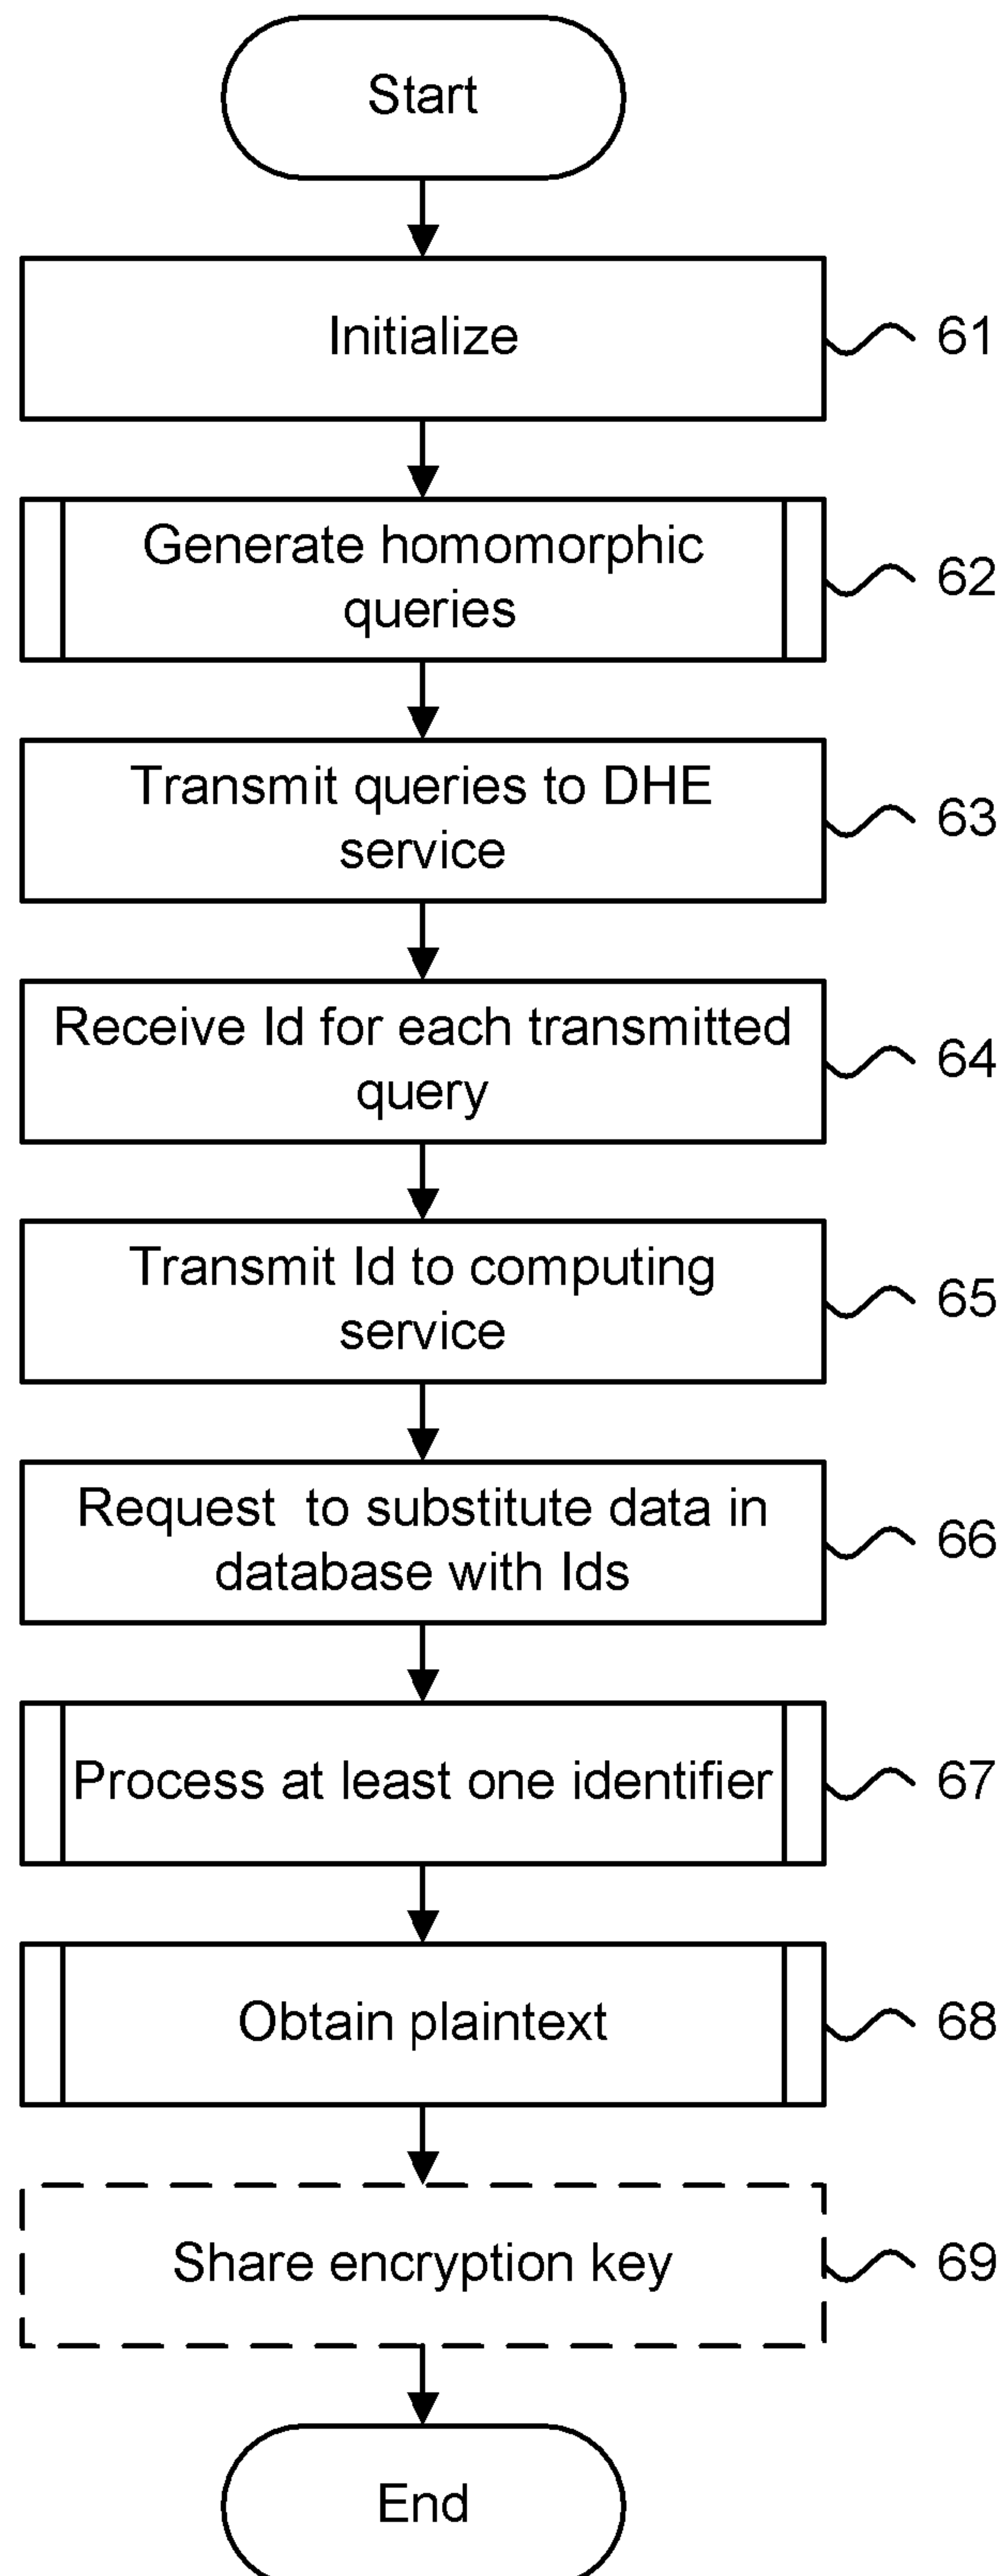 Start
Initialize
61
Generate homomorphic
queries
62
Transmit queries to DHE
service
63
Receive Id for each transmitted
query
64
Transmit Id to computing
service
65
Request to substitute data in
database with Ids
66
Process at least one identifier
67
Obtain plaintext
68
Share encryption key
69
End